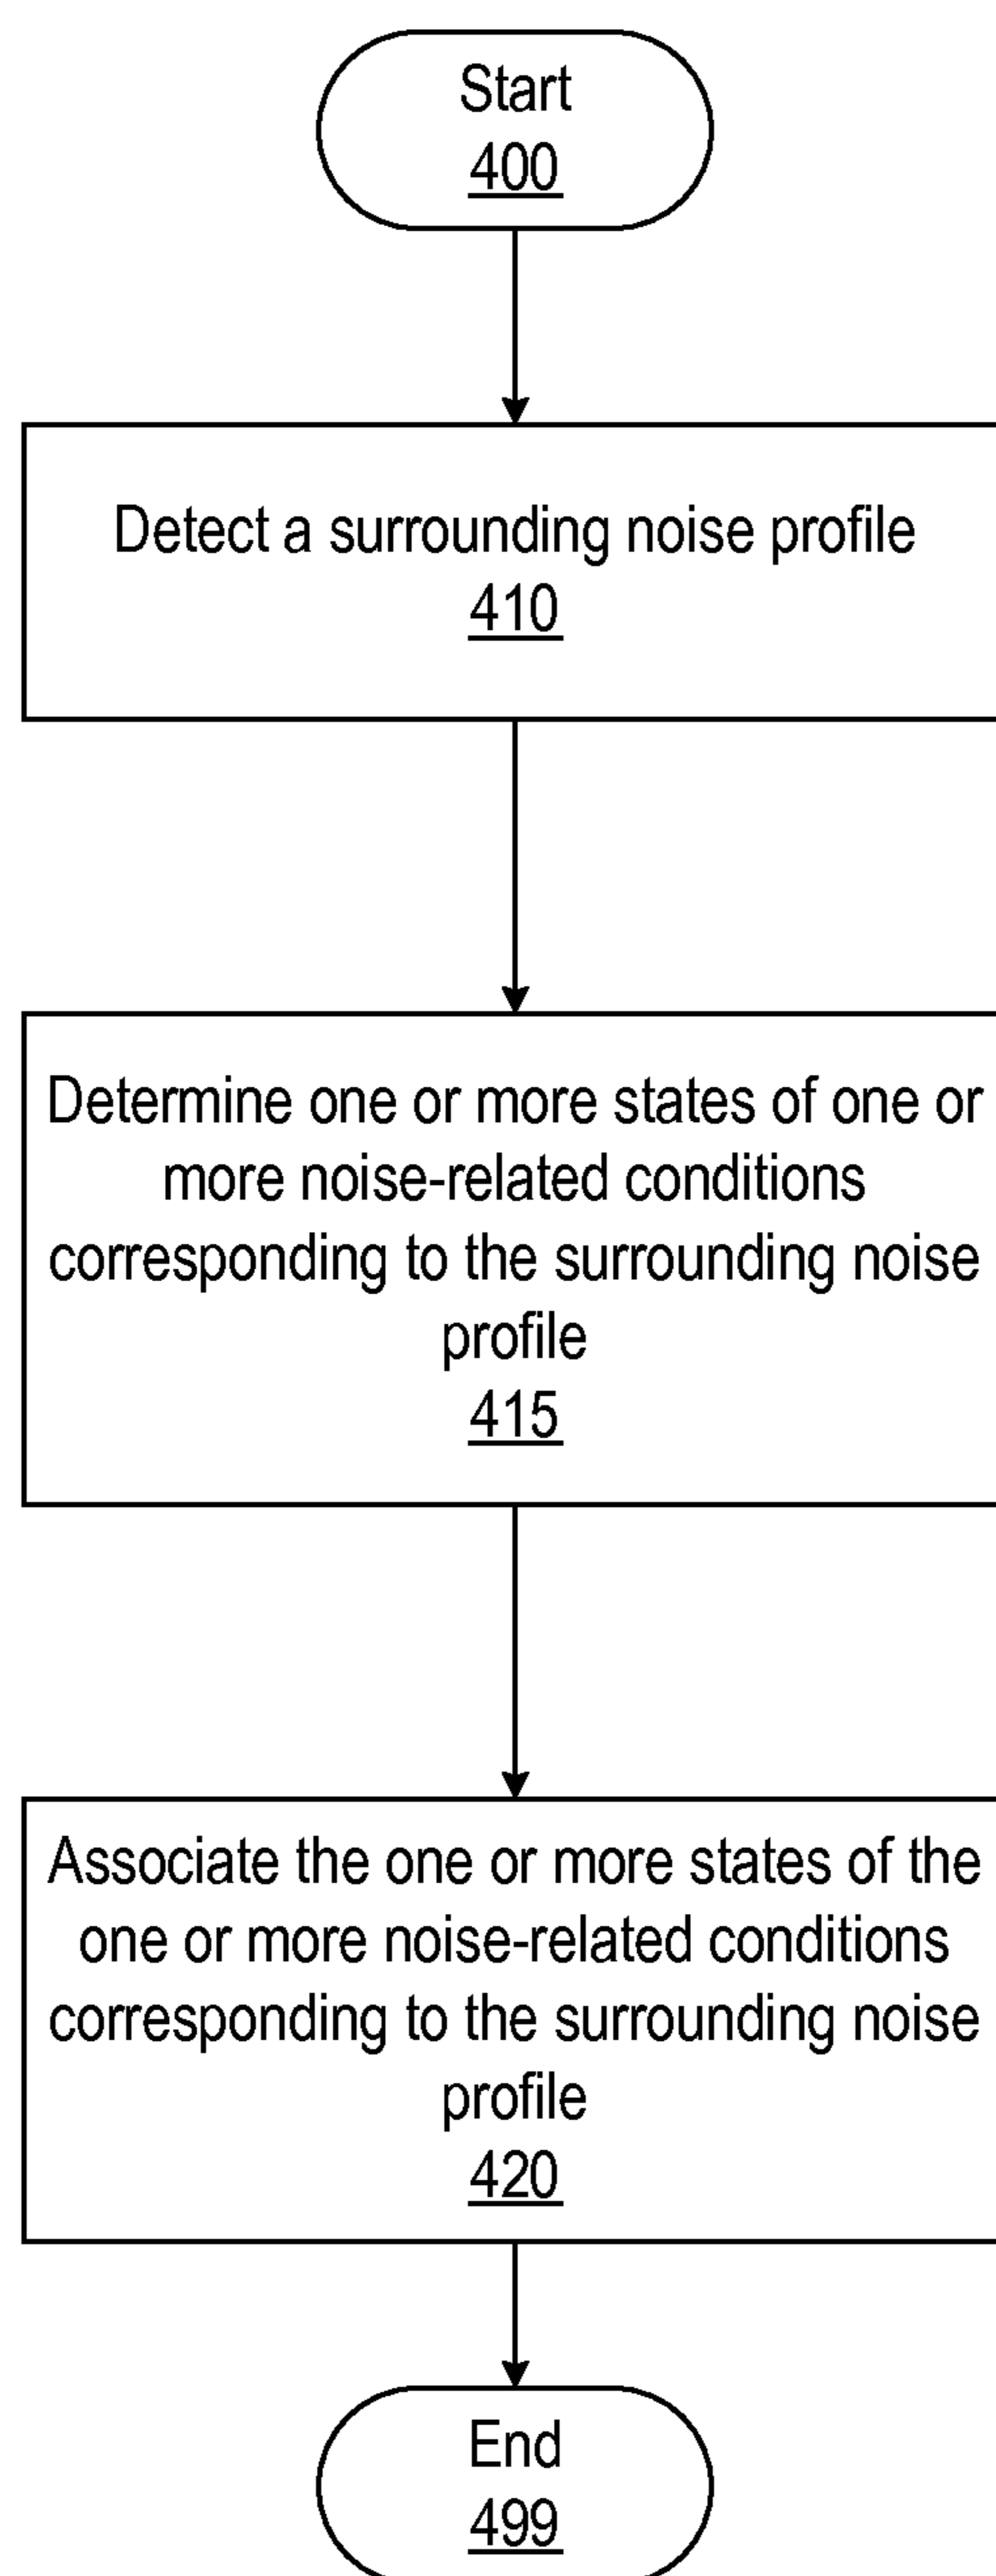 Start
400
Detect a surrounding noise profile
410
Determine one or more states of one or
more noise-related conditions
corresponding to the surrounding noise
profile
415
Associate the one or more states of the
one or more noise-related conditions
corresponding to the surrounding noise
profile
420
End
499